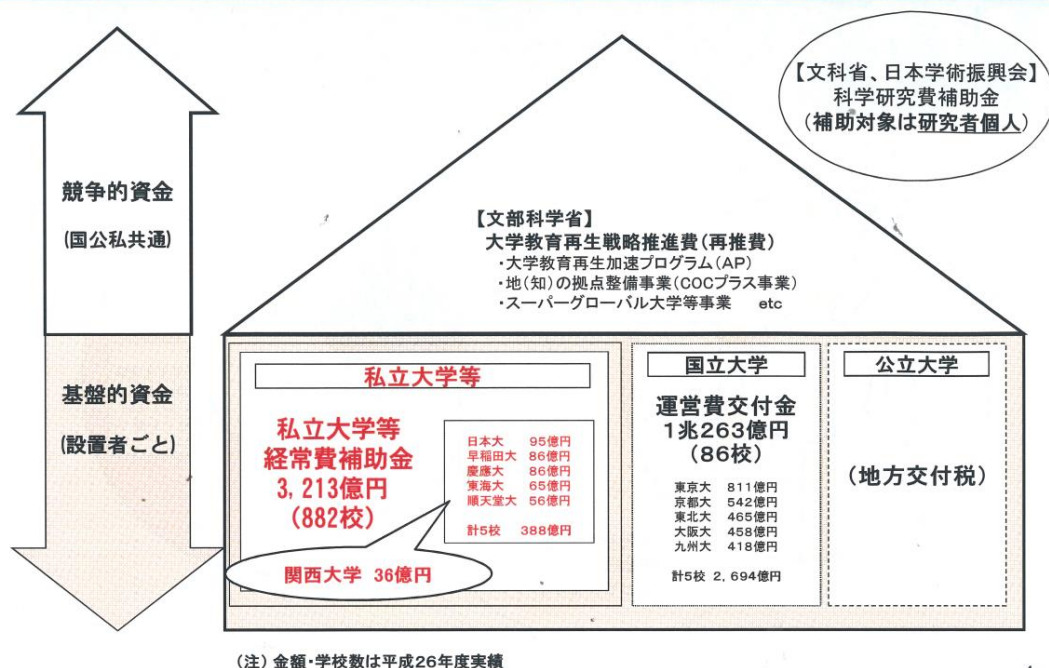 競争的資金
(国公私共通)
基盤的資金
(設置者ごと)
【文科省、日本学術振興会】
科学研究費補助金
(補助対象は研究者個人)
【文部科学省】
大学教育再生戦略推進費(再推費)
・大学教育再生加速プログラム(AP)
・地(知)の拠点整備事業(COCプラス事業)
・スーパーグローバル大学等事業 etc
私立大学等
私立大学等
経常費補助金
3,213億円
(882校)
日本大 95億円
早稲田大 86億円
慶應大 86億円
東海大 65億円
順天堂大 56億円
計5校 388億円
関西大学 36億円
国立大学
運営費交付金
1兆263億円
(86校)
東京大 811億円
京都大 542億円
東北大 465億円
大阪大 458億円
九州大 418億円
計5校 2,694億円
公立大学
(地方交付税)
(注) 金額・学校数は平成26年度実績